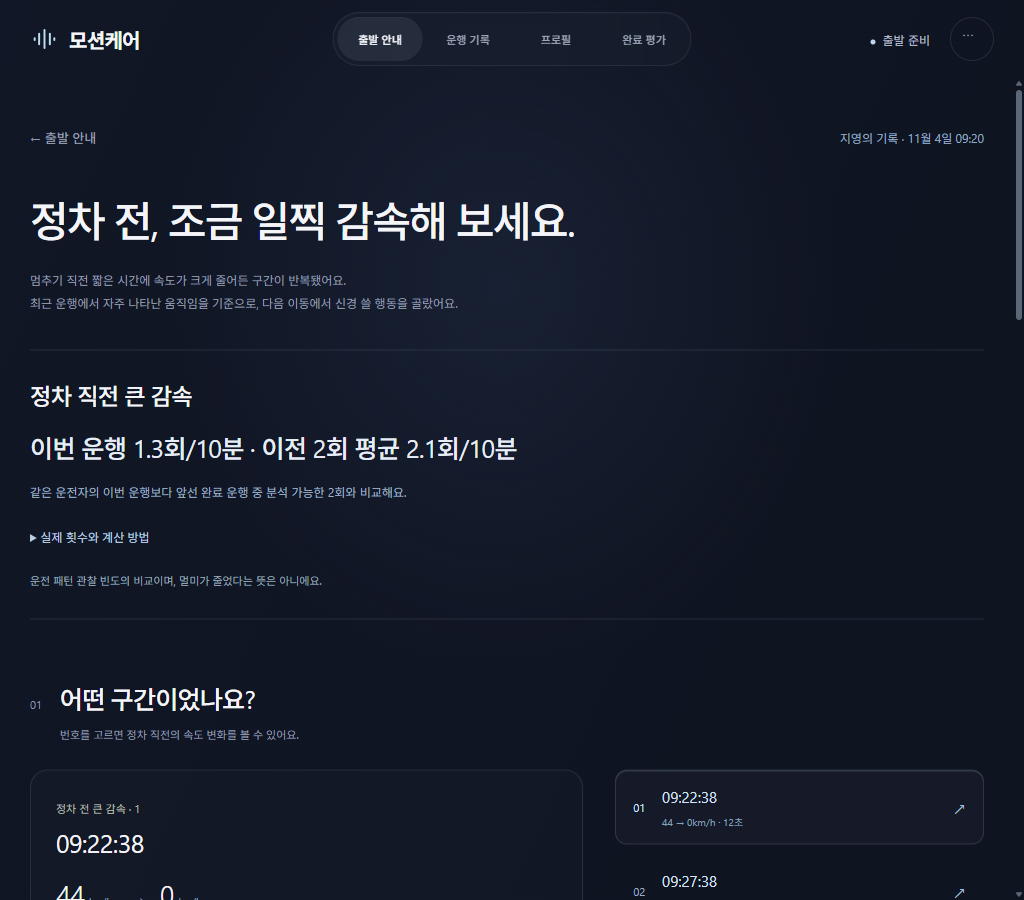 모션케어
출발 안내
운행 기록
프로필
완료 평가
● 출발 준비
...
← 출발 안내
지영의 기록 · 11월 4일 09:20
정차 전, 조금 일찍 감속해 보세요.
멈추기 직전 짧은 시간에 속도가 크게 줄어든 구간이 반복됐어요.
최근 운행에서 자주 나타난 움직임을 기준으로, 다음 이동에서 신경 쓸 행동을 골랐어요.
정차 직전 큰 감속
이번 운행 1.3회/10분 · 이전 2회 평균 2.1회/10분
같은 운전자의 이번 운행보다 앞선 완료 운행 중 분석 가능한 2회와 비교해요.
▶ 실제 횟수와 계산 방법
운전 패턴 관찰 빈도의 비교이며, 멀미가 줄었다는 뜻은 아니에요.
01 어떤 구간이었나요?
번호를 고르면 정차 직전의 속도 변화를 볼 수 있어요.
정차 전 큰 감속 · 1
09:22:38
44 0
01 09:22:38 ↗
44 → 0km/h · 12초
02 09:27:38 ↗